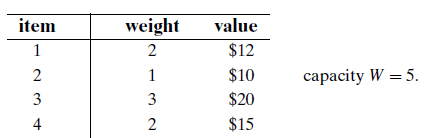 item weight value
1 2 $12
2 1 $10 capacity W = 5.
3 3 $20
4 2 $15